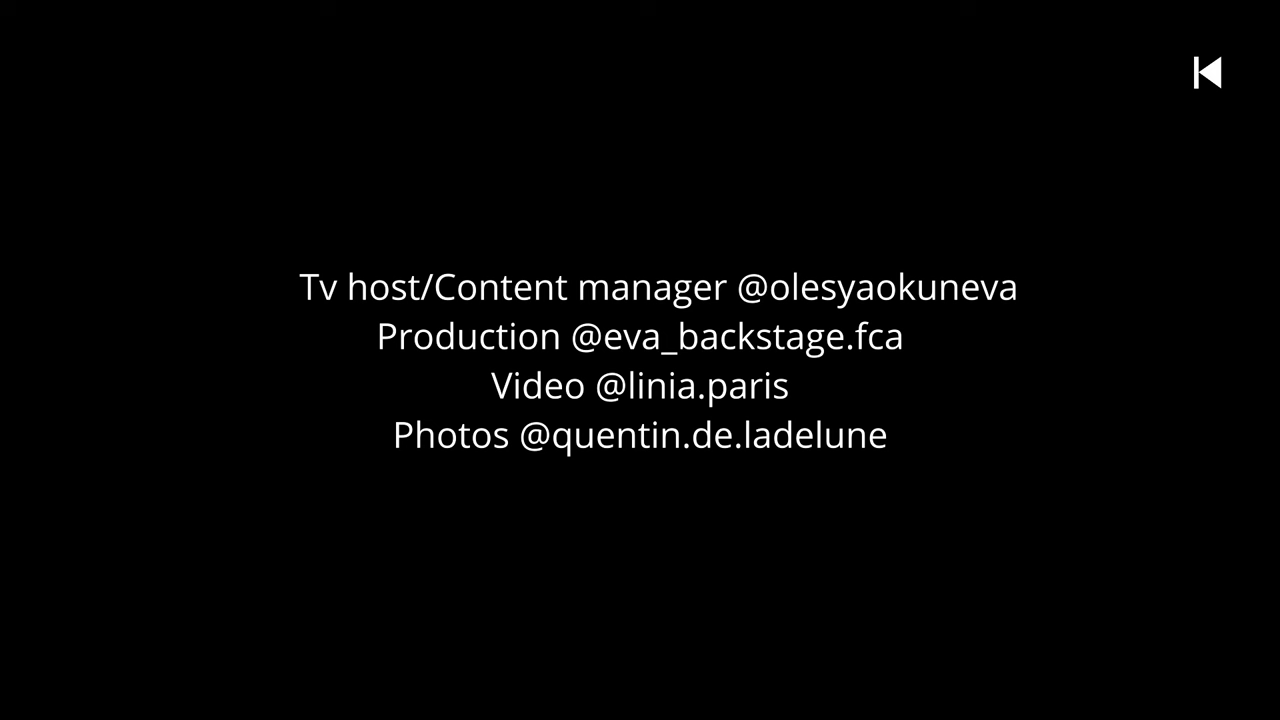 Tv host/Content manager @olesyaokuneva
Production @eva_backstage.fca
Video @linia.paris
Photos @quentin.de.ladelune